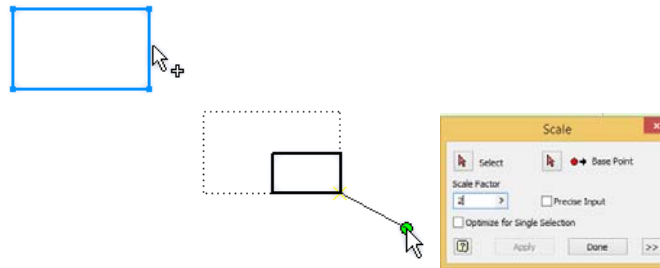 Scale
Select
Base Point
Scale Factor
2
Precise Input
Optimize for Single Selection
Apply
Done
>>